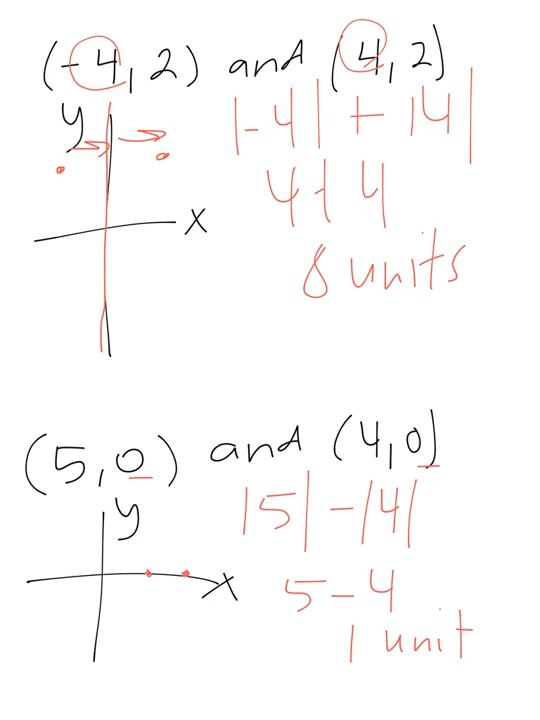 (-4, 2) and (4, 2)
y
|-4| + |4|
4 + 4
x
8 units
(5, 0) and (4, 0)
y
|5| - |4|
x
5 - 4
1 unit